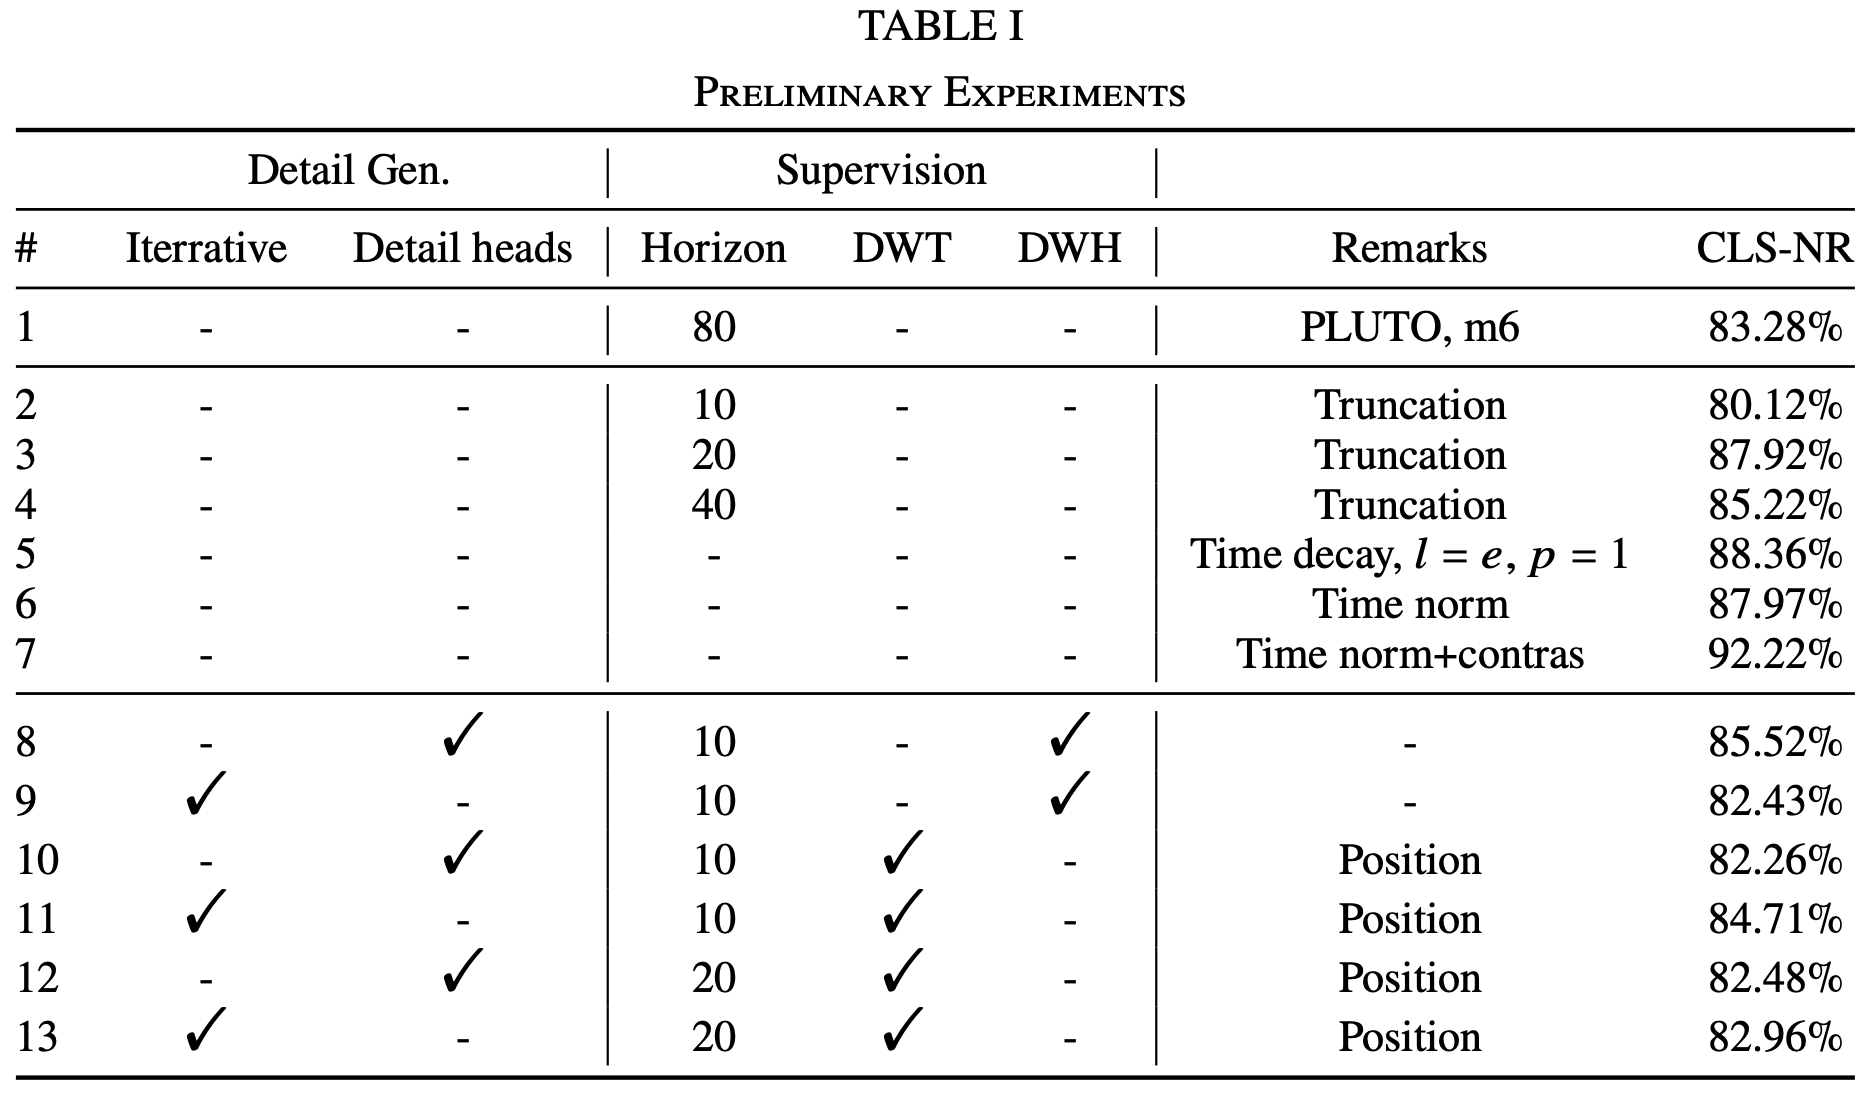 TABLE I
PRELIMINARY EXPERIMENTS
Detail Gen. | Supervision |
# Iterrative Detail heads | Horizon DWT DWH | Remarks CLS-NR
1 - - | 80 - - | PLUTO, m6 83.28%
2 - - | 10 - - | Truncation 80.12%
3 - - | 20 - - | Truncation 87.92%
4 - - | 40 - - | Truncation 85.22%
5 - - | - - - | Time decay, l = e, p = 1 88.36%
6 - - | - - - | Time norm 87.97%
7 - - | - - - | Time norm+contras 92.22%
8 - ✓ | 10 - ✓ | - 85.52%
9 ✓ - | 10 - ✓ | - 82.43%
10 - ✓ | 10 ✓ - | Position 82.26%
11 ✓ - | 10 ✓ - | Position 84.71%
12 - ✓ | 20 ✓ - | Position 82.48%
13 ✓ - | 20 ✓ - | Position 82.96%